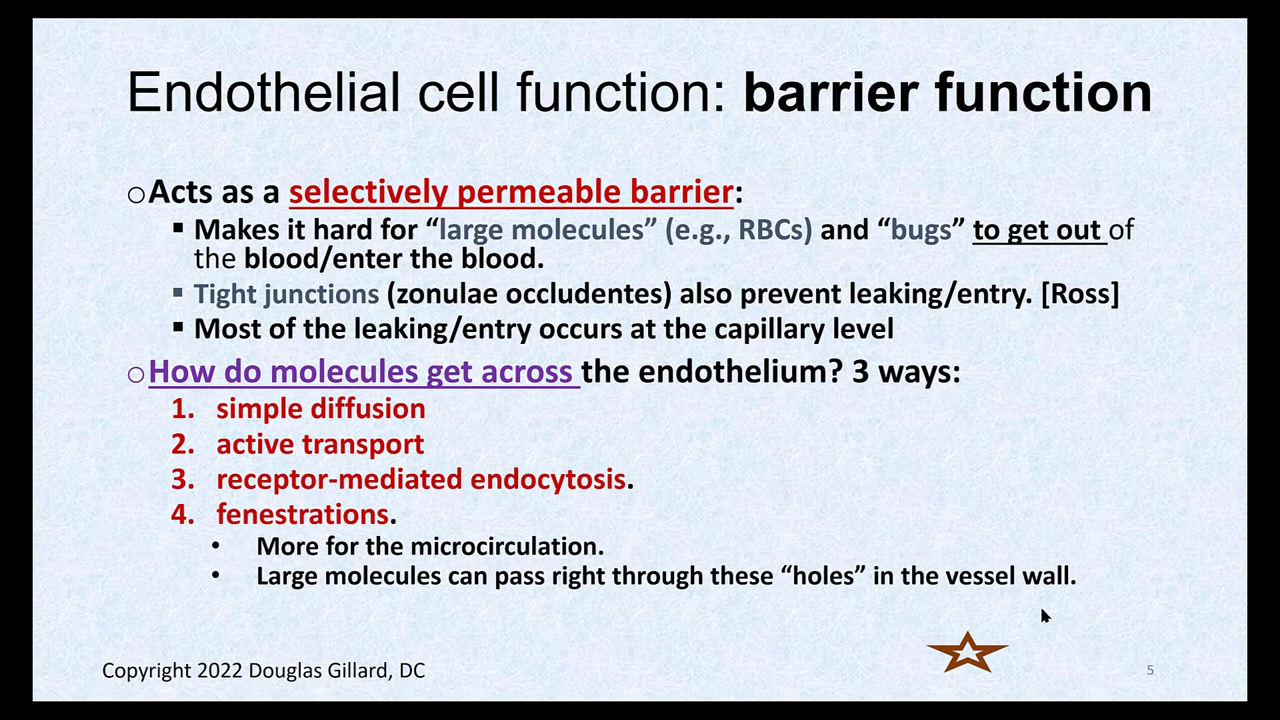 Endothelial cell function: barrier function
oActs as a selectively permeable barrier:
▪ Makes it hard for “large molecules” (e.g., RBCs) and “bugs” to get out of
the blood/enter the blood.
▪ Tight junctions (zonulae occludentes) also prevent leaking/entry. [Ross]
▪ Most of the leaking/entry occurs at the capillary level
oHow do molecules get across the endothelium? 3 ways:
1. simple diffusion
2. active transport
3. receptor-mediated endocytosis.
4. fenestrations.
• More for the microcirculation.
• Large molecules can pass right through these “holes” in the vessel wall.
Copyright 2022 Douglas Gillard, DC
5